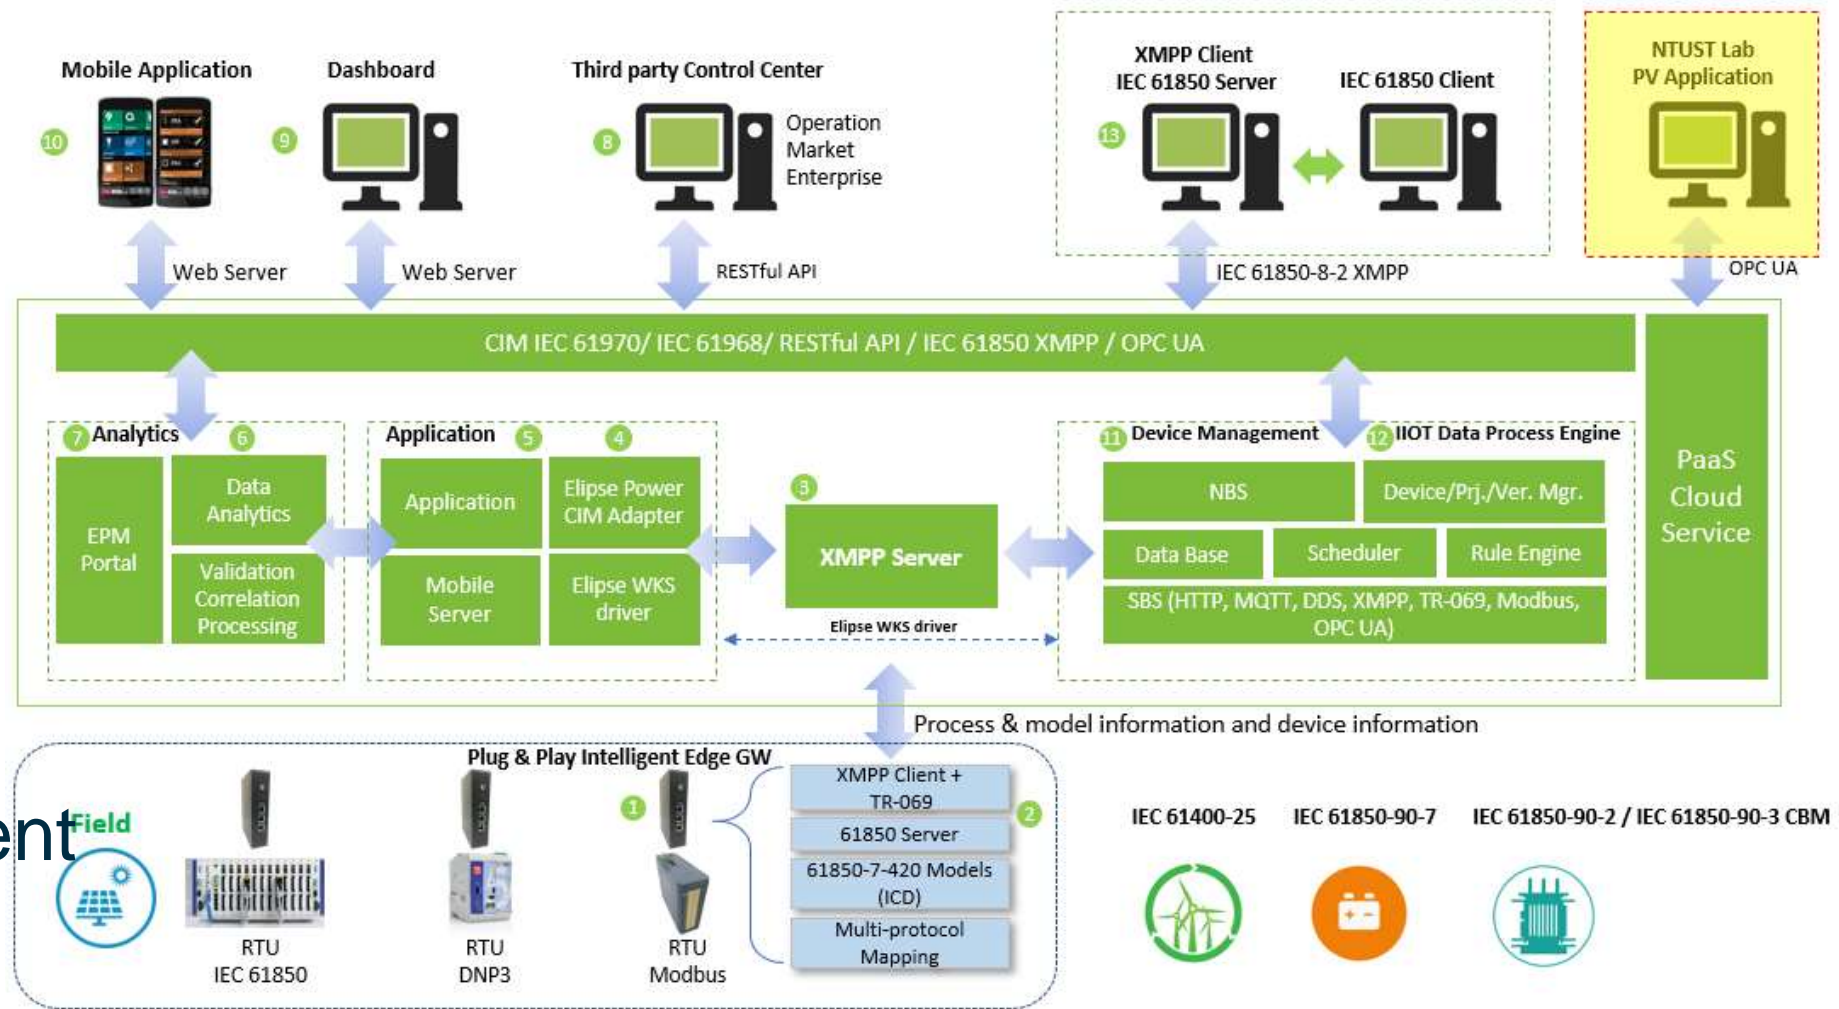 Mobile Application
10
Web Server
Dashboard
9
Web Server
Third party Control Center
8
Operation
Market
Enterprise
RESTful API
XMPP Client
IEC 61850 Server
IEC 61850 Client
13
IEC 61850-8-2 XMPP
NTUST Lab
PV Application
OPC UA
CIM IEC 61970/ IEC 61968/ RESTful API / IEC 61850 XMPP / OPC UA
PaaS
Cloud
Service
7 Analytics 6
EPM
Portal
Data
Analytics
Validation
Correlation
Processing
Application 5 4
Application
Elipse Power
CIM Adapter
Mobile
Server
Elipse WKS
driver
3
XMPP Server
Elipse WKS driver
11 Device Management
12 IIOT Data Process Engine
NBS
Device/Prj./Ver. Mgr.
Data Base
Scheduler
Rule Engine
SBS (HTTP, MQTT, DDS, XMPP, TR-069, Modbus,
OPC UA)
Process & model information and device information
Plug & Play Intelligent Edge GW
ent
Field
RTU
IEC 61850
RTU
DNP3
1
RTU
Modbus
2
XMPP Client +
TR-069
61850 Server
61850-7-420 Models
(ICD)
Multi-protocol
Mapping
IEC 61400-25
IEC 61850-90-7
IEC 61850-90-2 / IEC 61850-90-3 CBM